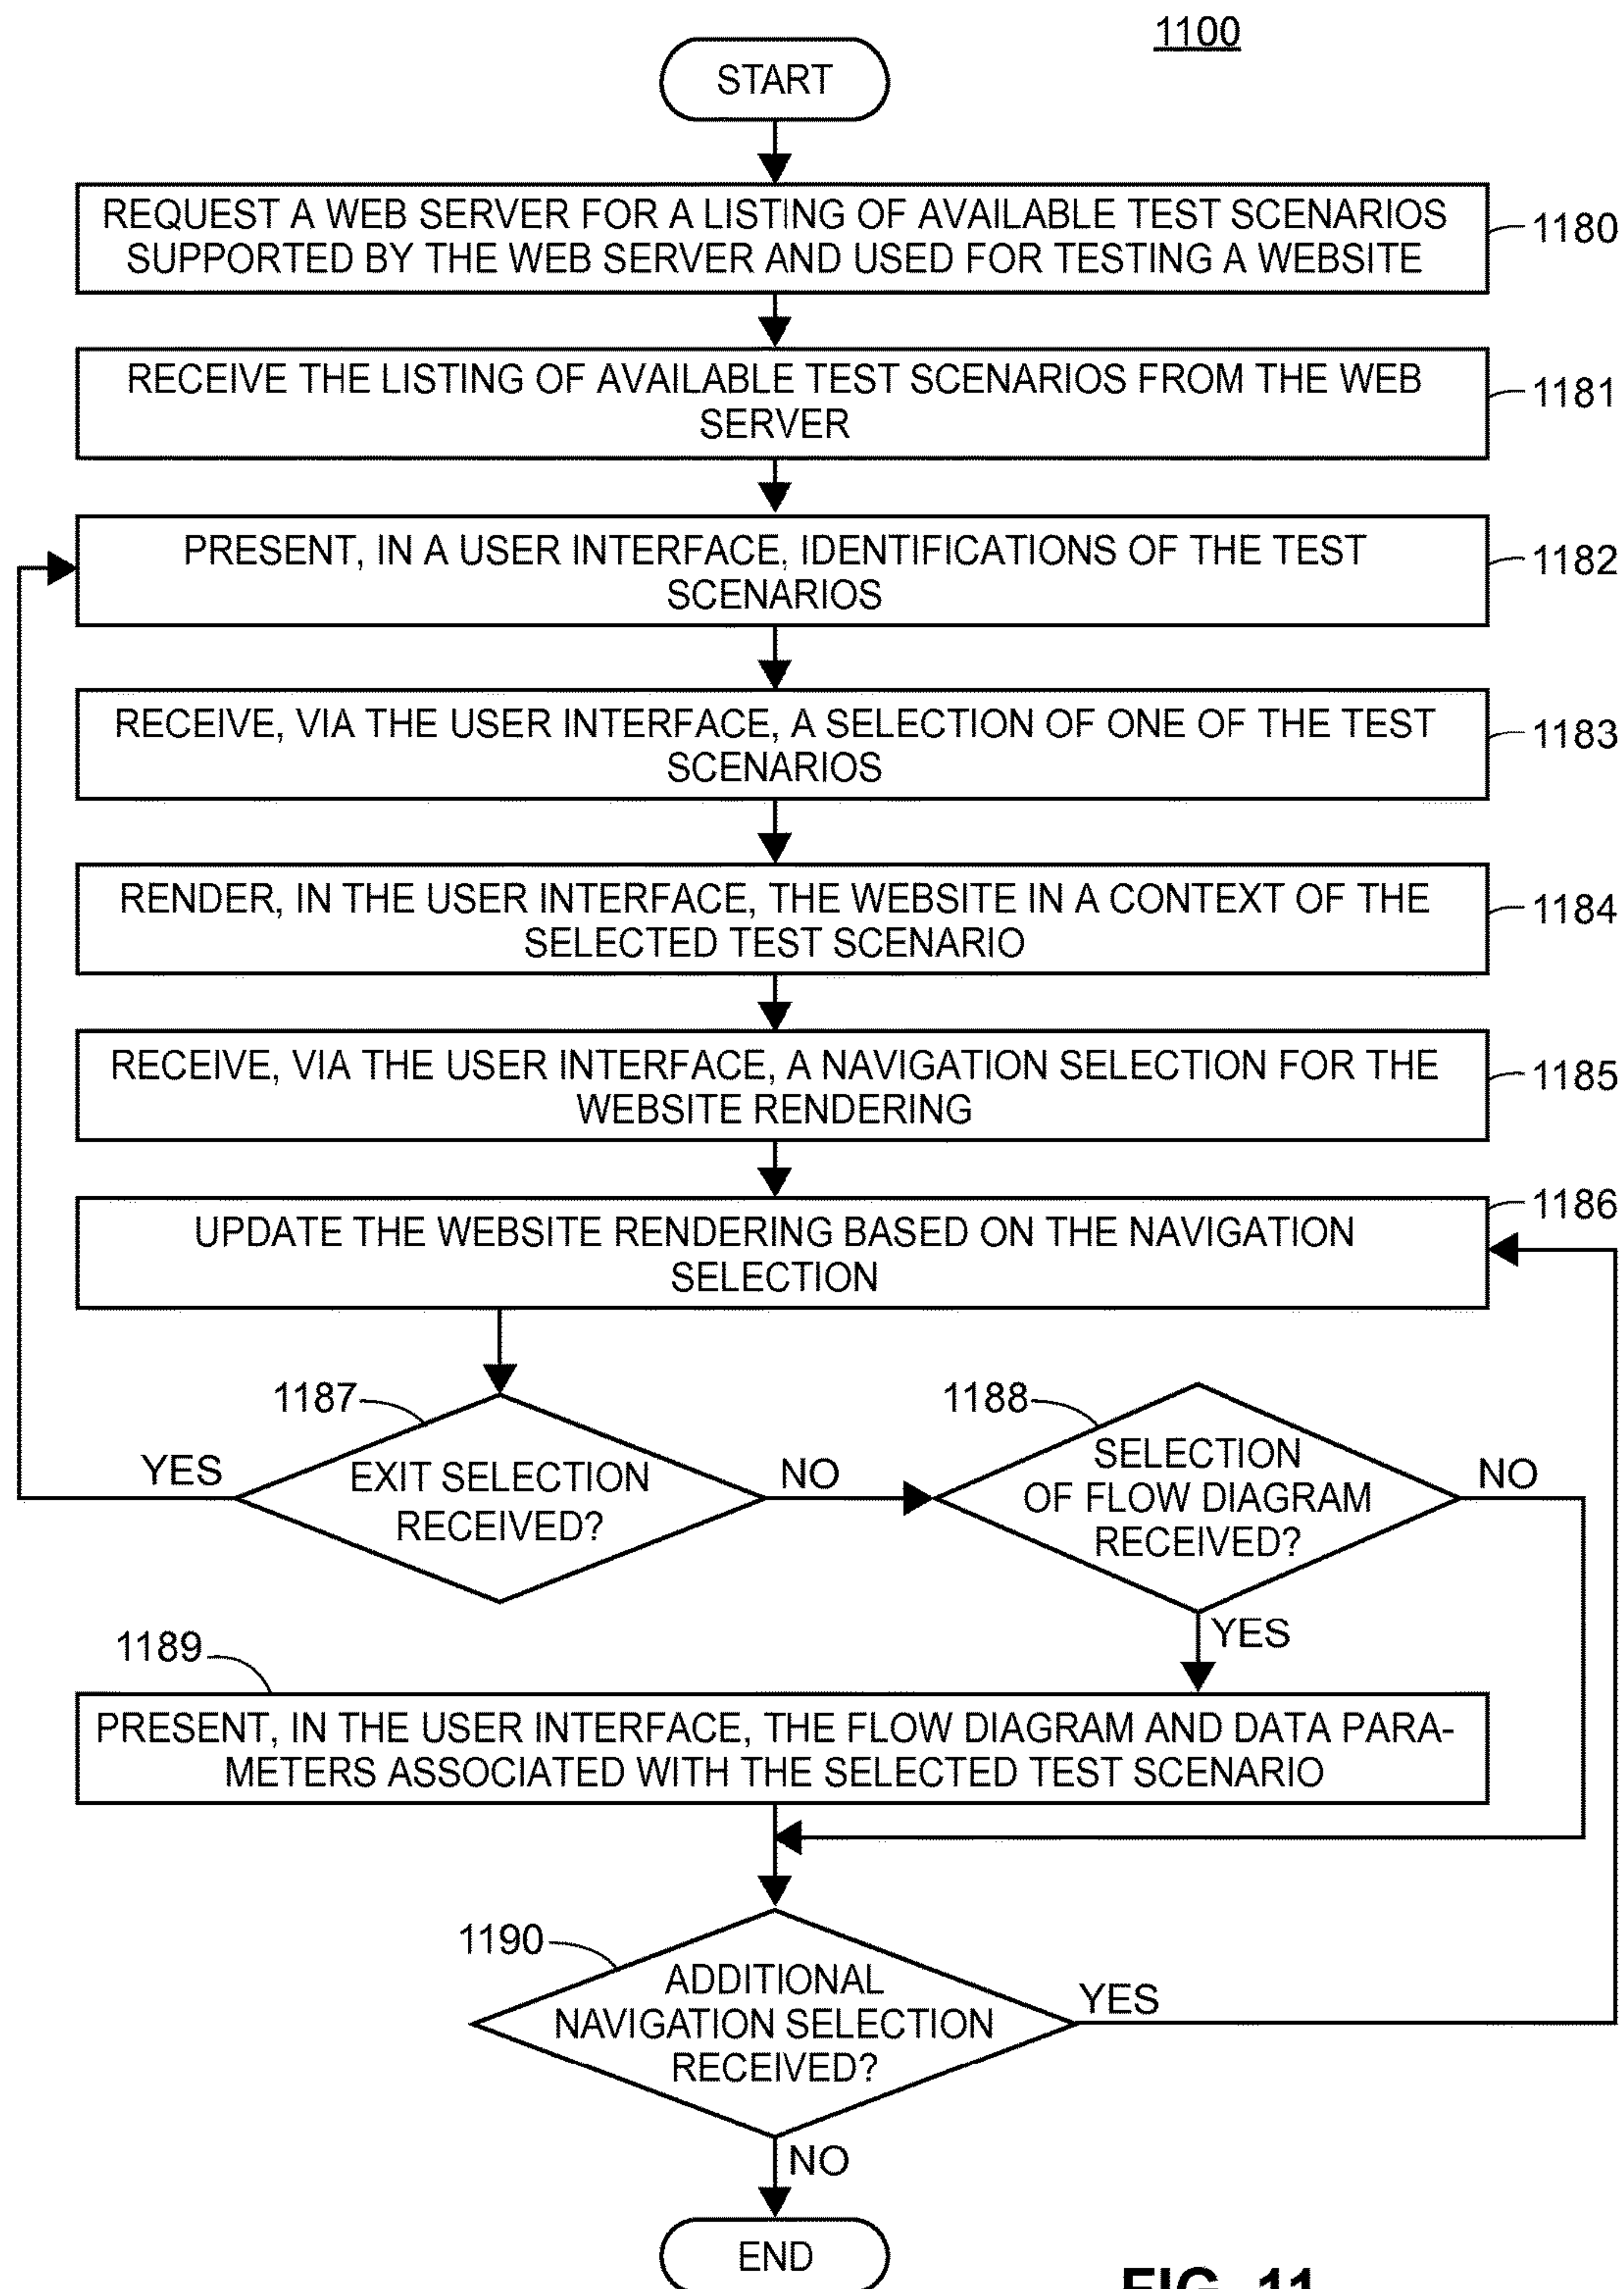 1100
START
REQUEST A WEB SERVER FOR A LISTING OF AVAILABLE TEST SCENARIOS
SUPPORTED BY THE WEB SERVER AND USED FOR TESTING A WEBSITE
1180
RECEIVE THE LISTING OF AVAILABLE TEST SCENARIOS FROM THE WEB
SERVER
1181
PRESENT, IN A USER INTERFACE, IDENTIFICATIONS OF THE TEST
SCENARIOS
1182
RECEIVE, VIA THE USER INTERFACE, A SELECTION OF ONE OF THE TEST
SCENARIOS
1183
RENDER, IN THE USER INTERFACE, THE WEBSITE IN A CONTEXT OF THE
SELECTED TEST SCENARIO
1184
RECEIVE, VIA THE USER INTERFACE, A NAVIGATION SELECTION FOR THE
WEBSITE RENDERING
1185
UPDATE THE WEBSITE RENDERING BASED ON THE NAVIGATION
SELECTION
1186
1187
YES
EXIT SELECTION
RECEIVED?
NO
1188
SELECTION
OF FLOW DIAGRAM
RECEIVED?
NO
YES
1189
PRESENT, IN THE USER INTERFACE, THE FLOW DIAGRAM AND DATA PARA-
METERS ASSOCIATED WITH THE SELECTED TEST SCENARIO
1190
ADDITIONAL
NAVIGATION SELECTION
RECEIVED?
YES
NO
END
FIG. 11